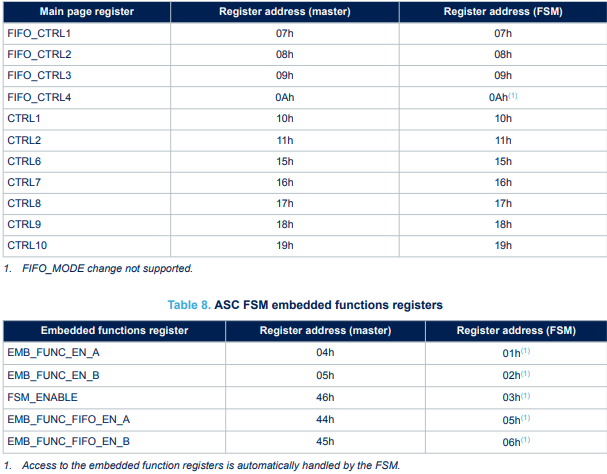 Main page register Register address (master) Register address (FSM)
FIFO_CTRL1 07h 07h
FIFO_CTRL2 08h 08h
FIFO_CTRL3 09h 09h
FIFO_CTRL4 0Ah 0Ah(1)
CTRL1 10h 10h
CTRL2 11h 11h
CTRL6 15h 15h
CTRL7 16h 16h
CTRL8 17h 17h
CTRL9 18h 18h
CTRL10 19h 19h
1. FIFO_MODE change not supported.
Table 8. ASC FSM embedded functions registers
Embedded functions register Register address (master) Register address (FSM)
EMB_FUNC_EN_A 04h 01h(1)
EMB_FUNC_EN_B 05h 02h(1)
FSM_ENABLE 46h 03h(1)
EMB_FUNC_FIFO_EN_A 44h 05h(1)
EMB_FUNC_FIFO_EN_B 45h 06h(1)
1. Access to the embedded function registers is automatically handled by the FSM.